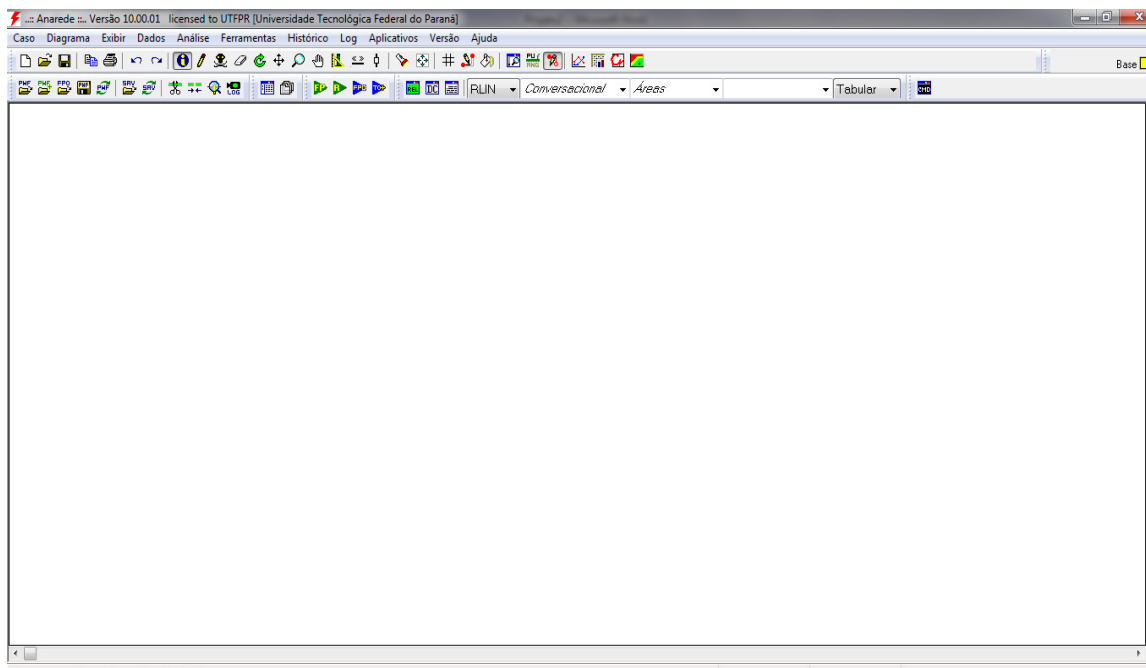 ..:: Anarede ::.. Versão 10.00.01 licensed to UTFPR [Universidade Tecnológica Federal do Paraná]
Caso Diagrama Exibir Dados Análise Ferramentas Histórico Log Aplicativos Versão Ajuda
Base
RLIN Conversacional Áreas Tabular CMD